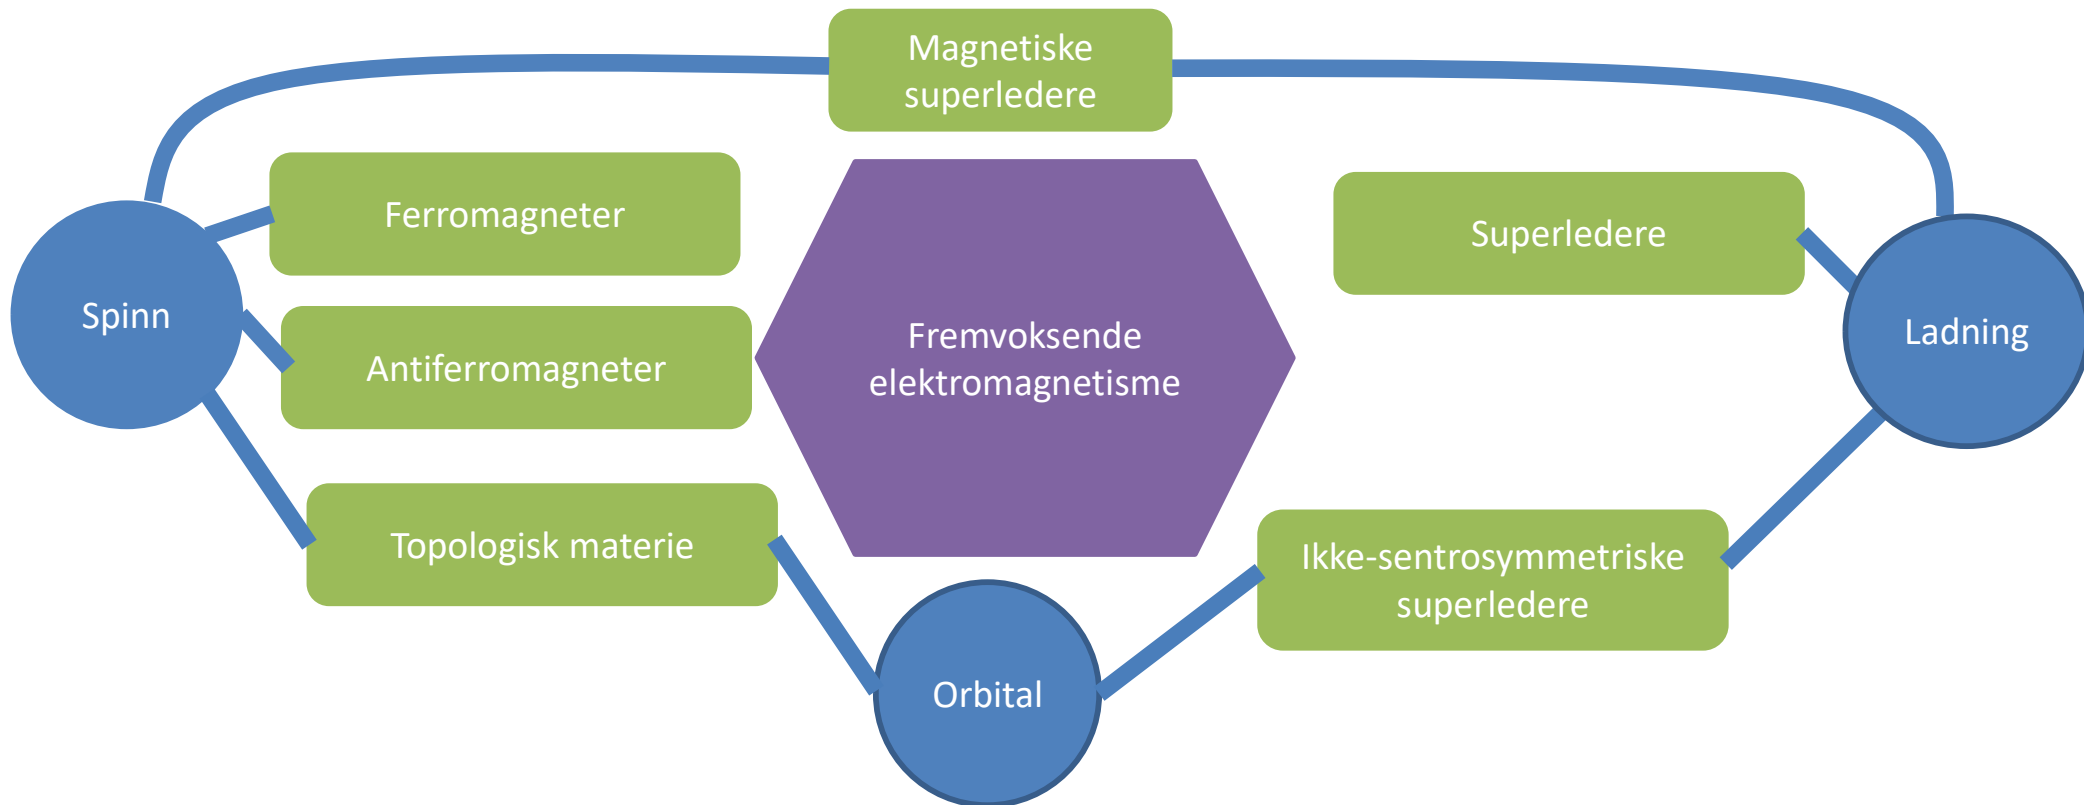 Magnetiske
superledere
Ferromagneter
Superledere
Spinn
Antiferromagneter
Fremvoksende
elektromagnetisme
Ladning
Topologisk materie
Ikke-sentrosymmetriske
superledere
Orbital